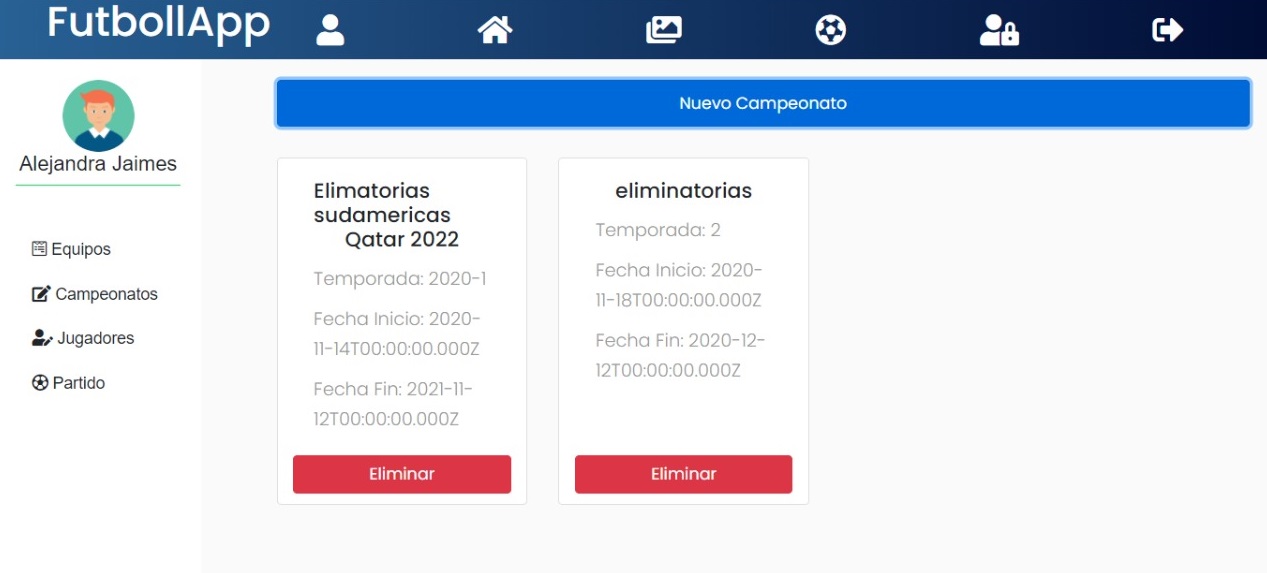 FutbollApp
Alejandra Jaimes
Equipos
Campeonatos
Jugadores
Partido
Nuevo Campeonato
Elimatorias
sudamericas
Qatar 2022
Temporada: 2020-1
Fecha Inicio: 2020-
11-14T00:00:00.000Z
Fecha Fin: 2021-11-
12T00:00:00.000Z
Eliminar
eliminatorias
Temporada: 2
Fecha Inicio: 2020-
11-18T00:00:00.000Z
Fecha Fin: 2020-12-
12T00:00:00.000Z
Eliminar